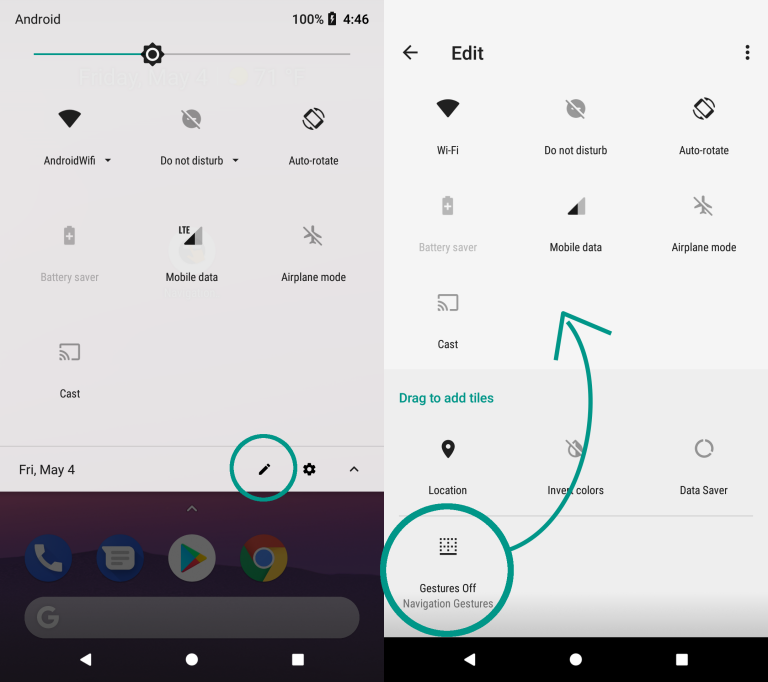 Android
100% 4:46
AndroidWifi
Do not disturb
Auto-rotate
Battery saver
LTE
Mobile data
Airplane mode
Cast
Fri, May 4
G
Edit
Wi-Fi
Do not disturb
Auto-rotate
Battery saver
Mobile data
Airplane mode
Cast
Drag to add tiles
Location
Invert colors
Data Saver
Gestures Off
Navigation Gestures